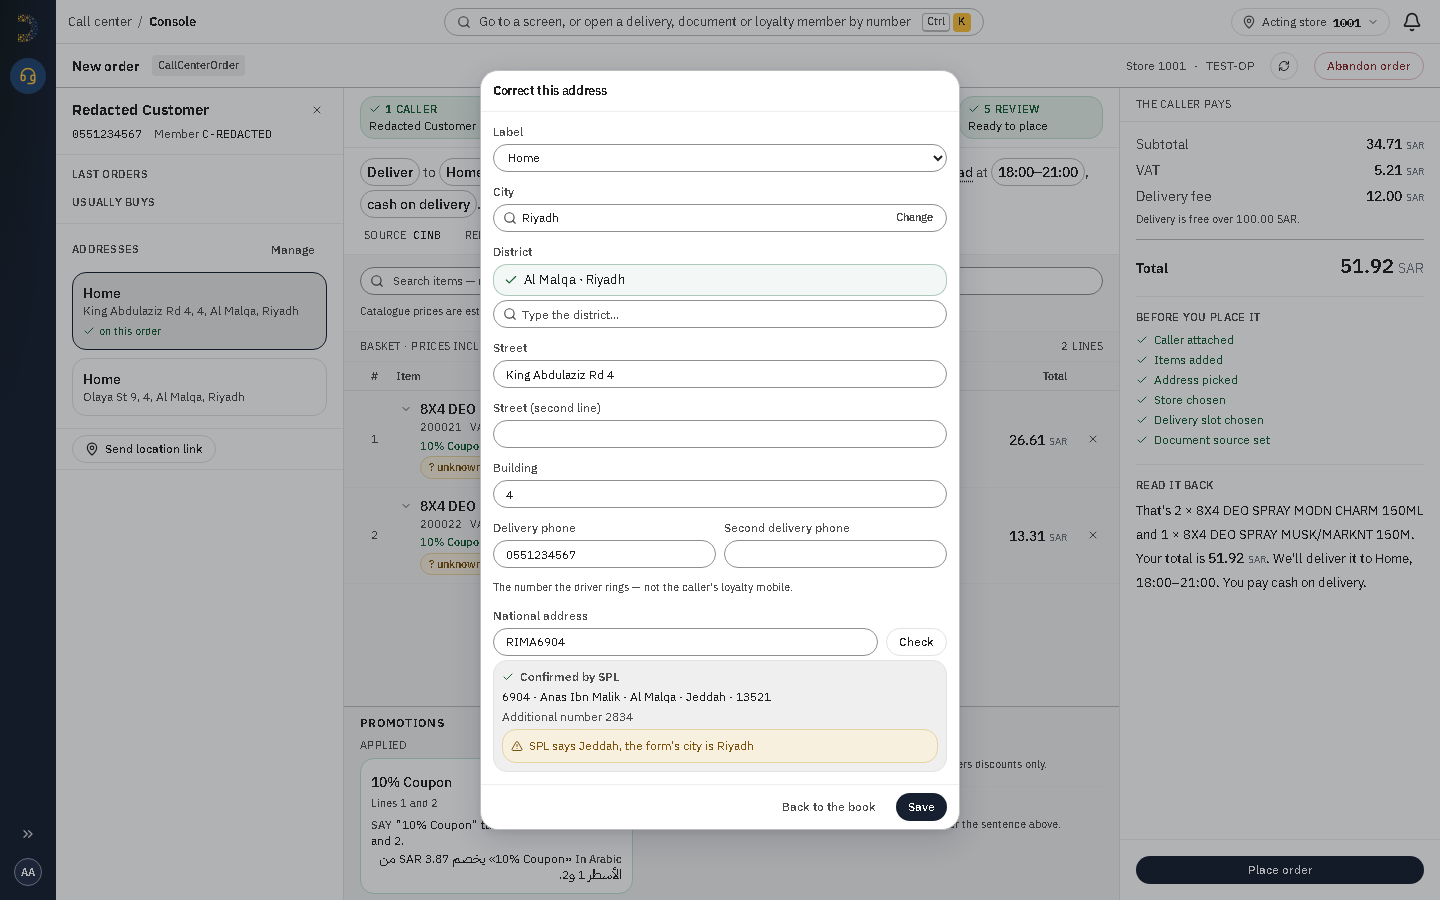 Call center / Console
Go to a screen, or open a delivery, document or loyalty member by number Ctrl K
Acting store 1001
New order CallCenterOrder
Store 1001 · TEST-OP
Abandon order
Redacted Customer
0551234567 Member C-REDACTED
LAST ORDERS
USUALLY BUYS
ADDRESSES Manage
Home
King Abdulaziz Rd 4, 4, Al Malqa, Riyadh
on this order
Home
Olaya St 9, 4, Al Malqa, Riyadh
Send location link
1 CALLER
Redacted Customer
5 REVIEW
Ready to place
Deliver to Home
at 18:00–21:00,
cash on delivery.
SOURCE CINB
Search items —
Catalogue prices are
BASKET · PRICES
2 LINES
# Item Total
1
8X4 DEO
200021
10% Coupo
? unknown
26.61 SAR
2
8X4 DEO
200022
10% Coupo
? unknown
13.31 SAR
PROMOTIONS
APPLIED
10% Coupon
Lines 1 and 2
SAY "10% Coupon"
and 2.
In Arabic «10% Coupon» يخصم 3.87 SAR من
الأسطر 1 و2.
discounts only.
the sentence above.
Correct this address
Label
Home
City
Riyadh Change
District
Al Malqa · Riyadh
Type the district...
Street
King Abdulaziz Rd 4
Street (second line)
Building
4
Delivery phone Second delivery phone
0551234567
The number the driver rings — not the caller's loyalty mobile.
National address
RIMA6904 Check
Confirmed by SPL
6904 · Anas Ibn Malik · Al Malqa · Jeddah · 13521
Additional number 2834
SPL says Jeddah, the form's city is Riyadh
Back to the book Save
THE CALLER PAYS
Subtotal 34.71 SAR
VAT 5.21 SAR
Delivery fee 12.00 SAR
Delivery is free over 100.00 SAR.
Total 51.92 SAR
BEFORE YOU PLACE IT
Caller attached
Items added
Address picked
Store chosen
Delivery slot chosen
Document source set
READ IT BACK
That's 2 × 8X4 DEO SPRAY MODN CHARM 150ML
and 1 × 8X4 DEO SPRAY MUSK/MARKNT 150M.
Your total is 51.92 SAR. We'll deliver it to Home,
18:00–21:00. You pay cash on delivery.
Place order
AA